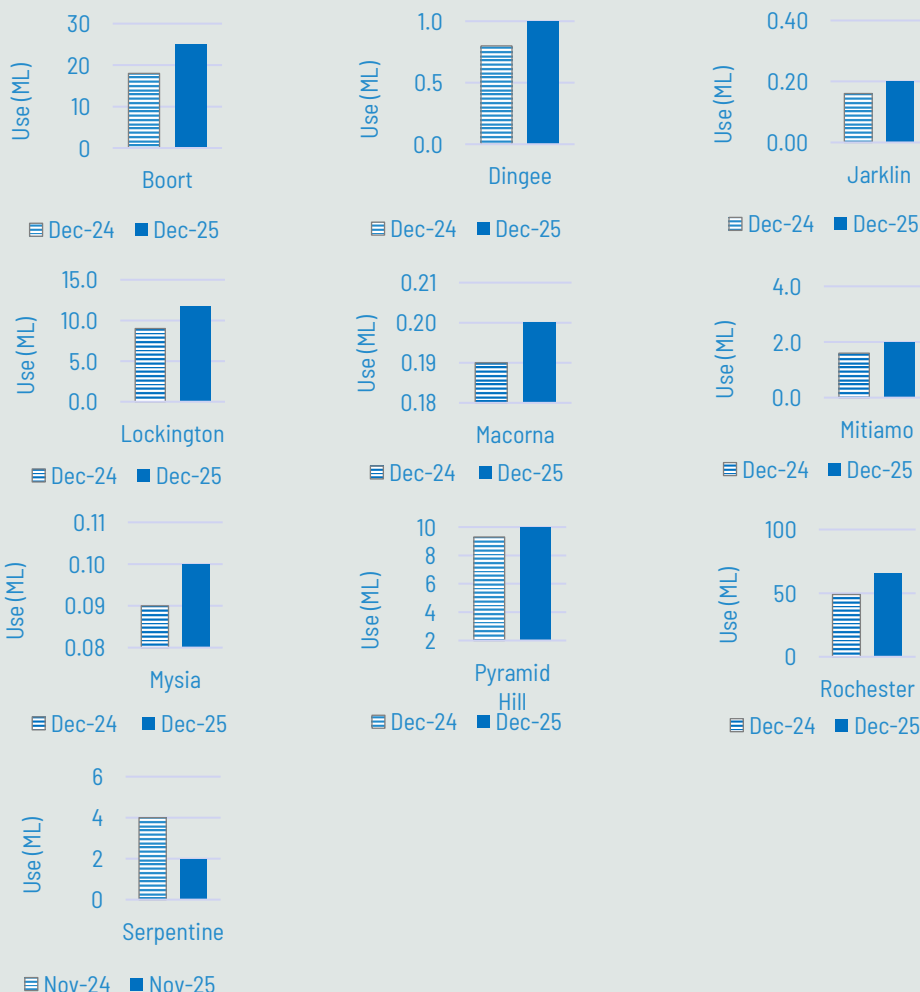 30
20
10
0
Use (ML)
Boort
Dec-24 Dec-25
1.0
0.5
0.0
Use (ML)
Dingee
Dec-24 Dec-25
0.40
0.20
0.00
Use (ML)
Jarklin
Dec-24 Dec-25
15.0
10.0
5.0
0.0
Use (ML)
Lockington
Dec-24 Dec-25
0.21
0.20
0.19
0.18
Use (ML)
Macorna
Dec-24 Dec-25
4.0
2.0
0.0
Use (ML)
Mitiamo
Dec-24 Dec-25
0.11
0.10
0.09
0.08
Use (ML)
Mysia
Dec-24 Dec-25
10
8
6
4
2
Use (ML)
Pyramid
Hill
Dec-24 Dec-25
100
50
0
Use (ML)
Rochester
Dec-24 Dec-25
6
4
2
0
Use (ML)
Serpentine
Nov-24 Nov-25